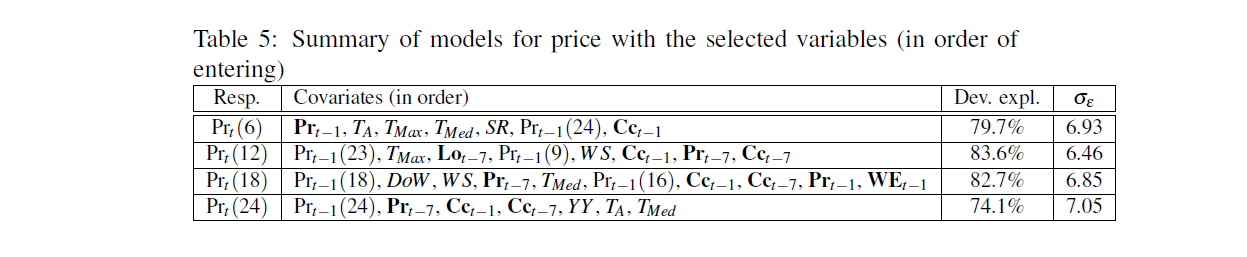 Table 5: Summary of models for price with the selected variables (in order of
entering)
Resp. Covariates (in order) Dev. expl. σε
Prt(6) Prt−1, TA, TMax, TMed, SR, Prt−1(24), Cct−1 79.7% 6.93
Prt(12) Prt−1(23), TMax, Lot−7, Prt−1(9), WS, Cct−1, Prt−7, Cct−7 83.6% 6.46
Prt(18) Prt−1(18), DoW, WS, Prt−7, TMed, Prt−1(16), Cct−1, Cct−7, Prt−1, WEt−1 82.7% 6.85
Prt(24) Prt−1(24), Prt−7, Cct−1, Cct−7, YY, TA, TMed 74.1% 7.05